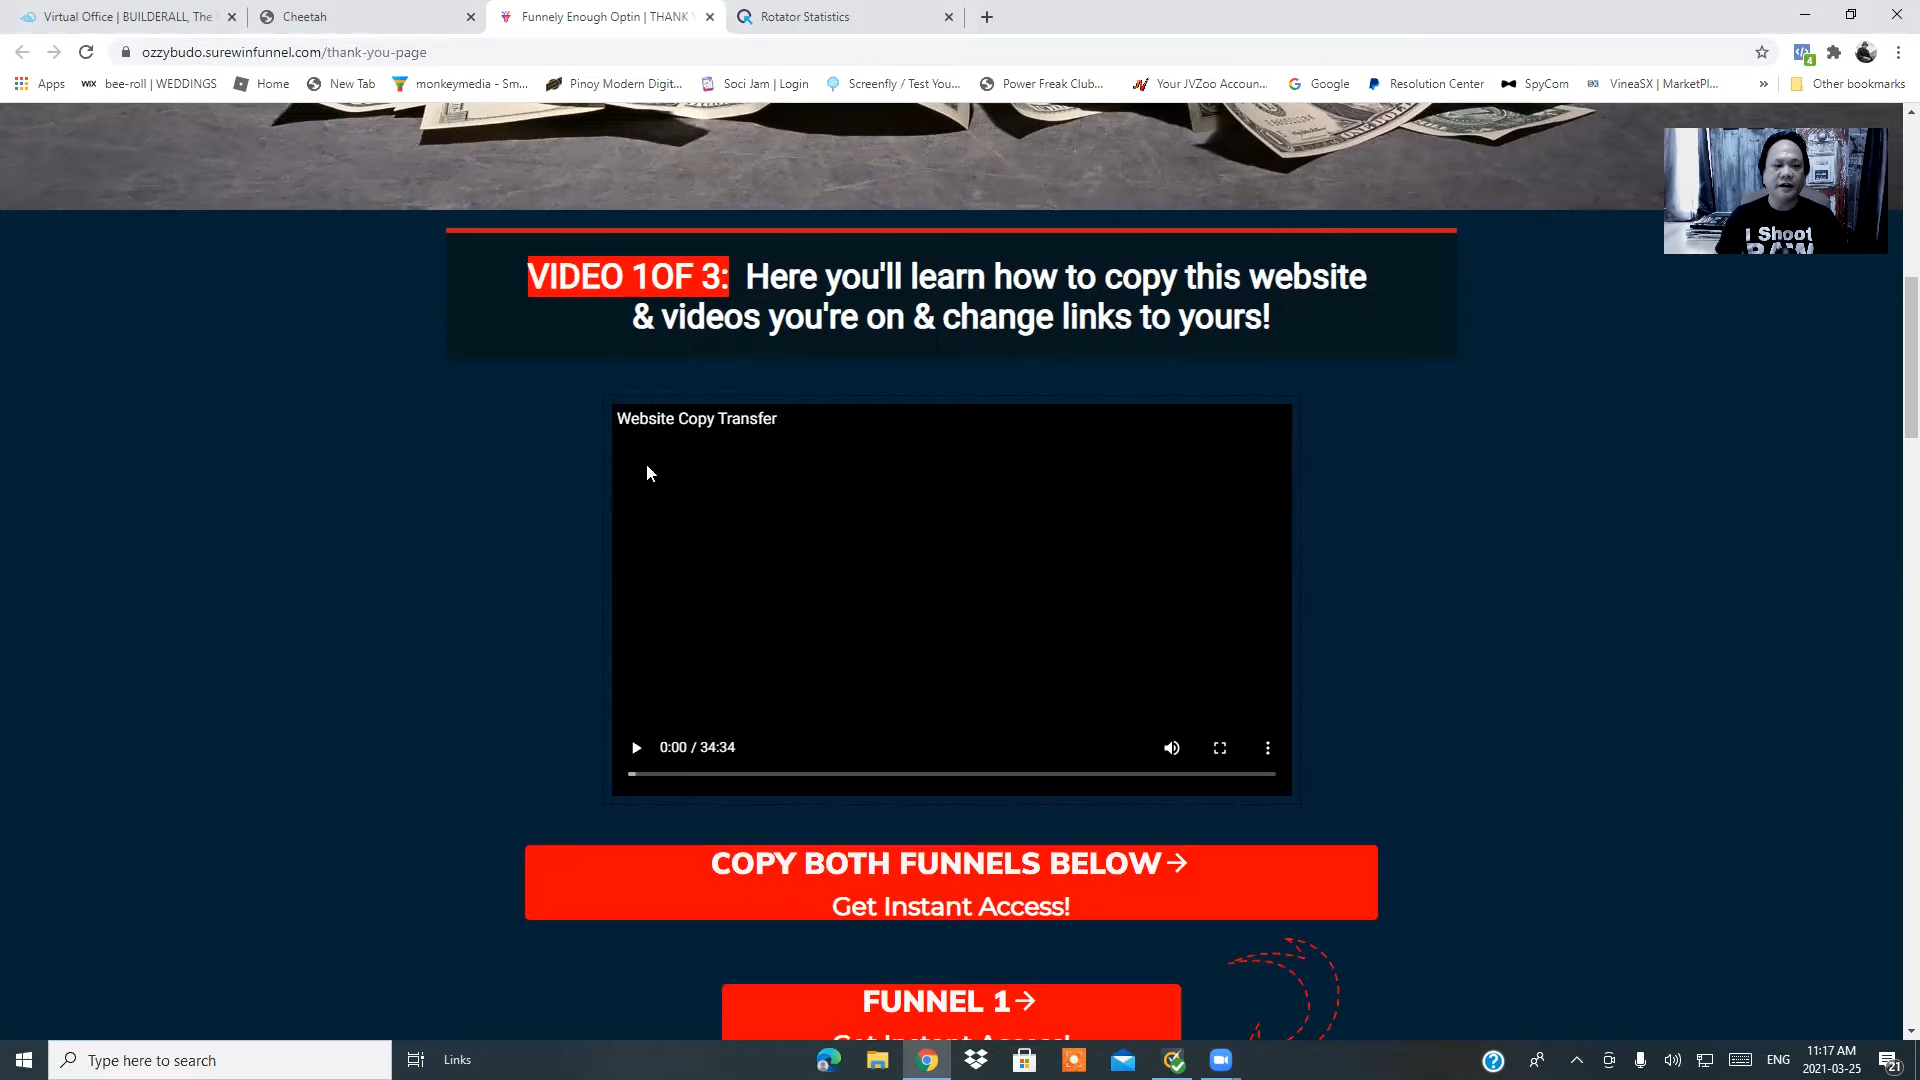 Virtual Office | BUILDERALL, The
Cheetah
Funnely Enough Optin | THANK Y
Rotator Statistics
ozzybudo.surewinfunnel.com/thank-you-page
Apps
WIX bee-roll | WEDDINGS
Home
New Tab
monkeymedia - Sm...
Pinoy Modern Digit...
Soci Jam | Login
Screenfly / Test You...
Power Freak Club...
Your JVZoo Accoun...
Google
Resolution Center
SpyCom
VineaSX | MarketPl...
Other bookmarks
I Shoot
RAW
VIDEO 1OF 3: Here you'll learn how to copy this website
& videos you're on & change links to yours!
Website Copy Transfer
0:00 / 34:34
COPY BOTH FUNNELS BELOW→
Get Instant Access!
FUNNEL 1→
Get Instant Access!
Type here to search
Links
ENG
11:17 AM
2021-03-25
21